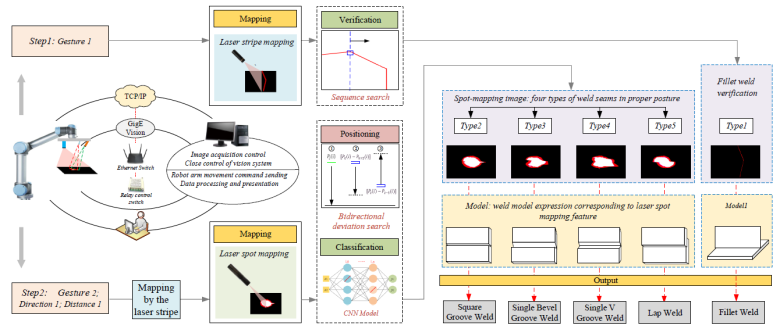 Step1: Gesture 1
Mapping
Laser stripe mapping
Verification
Sequence search
TCP/IP
GigE
Vision
Ethernet Switch
Relay control
switch
Image acquisition control
Close control of vision system
Robot arm movement command sending
Data processing and presentation
Positioning
① ② ③
Bidirectional
deviation search
Classification
CNN Model
Step2: Gesture 2;
Direction 1; Distance 1
Mapping
by the
laser stripe
Mapping
Laser spot mapping
Spot-mapping image: four types of weld seams in proper posture
Type2
Type3
Type4
Type5
Fillet weld
verification
Type1
Model: weld model expression corresponding to laser spot
mapping feature
Model1
Output
Square
Groove Weld
Single Bevel
Groove Weld
Single V
Groove Weld
Lap Weld
Fillet Weld